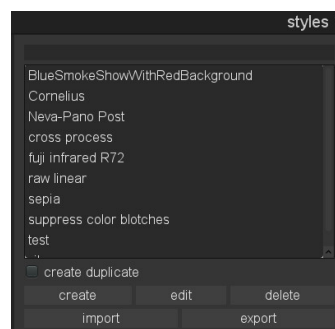 styles
BlueSmokeShowWithRedBackground
Cornelius
Neva-Pano Post
cross process
fuji infrared R72
raw linear
sepia
suppress color blotches
test
create duplicate
create edit delete
import export